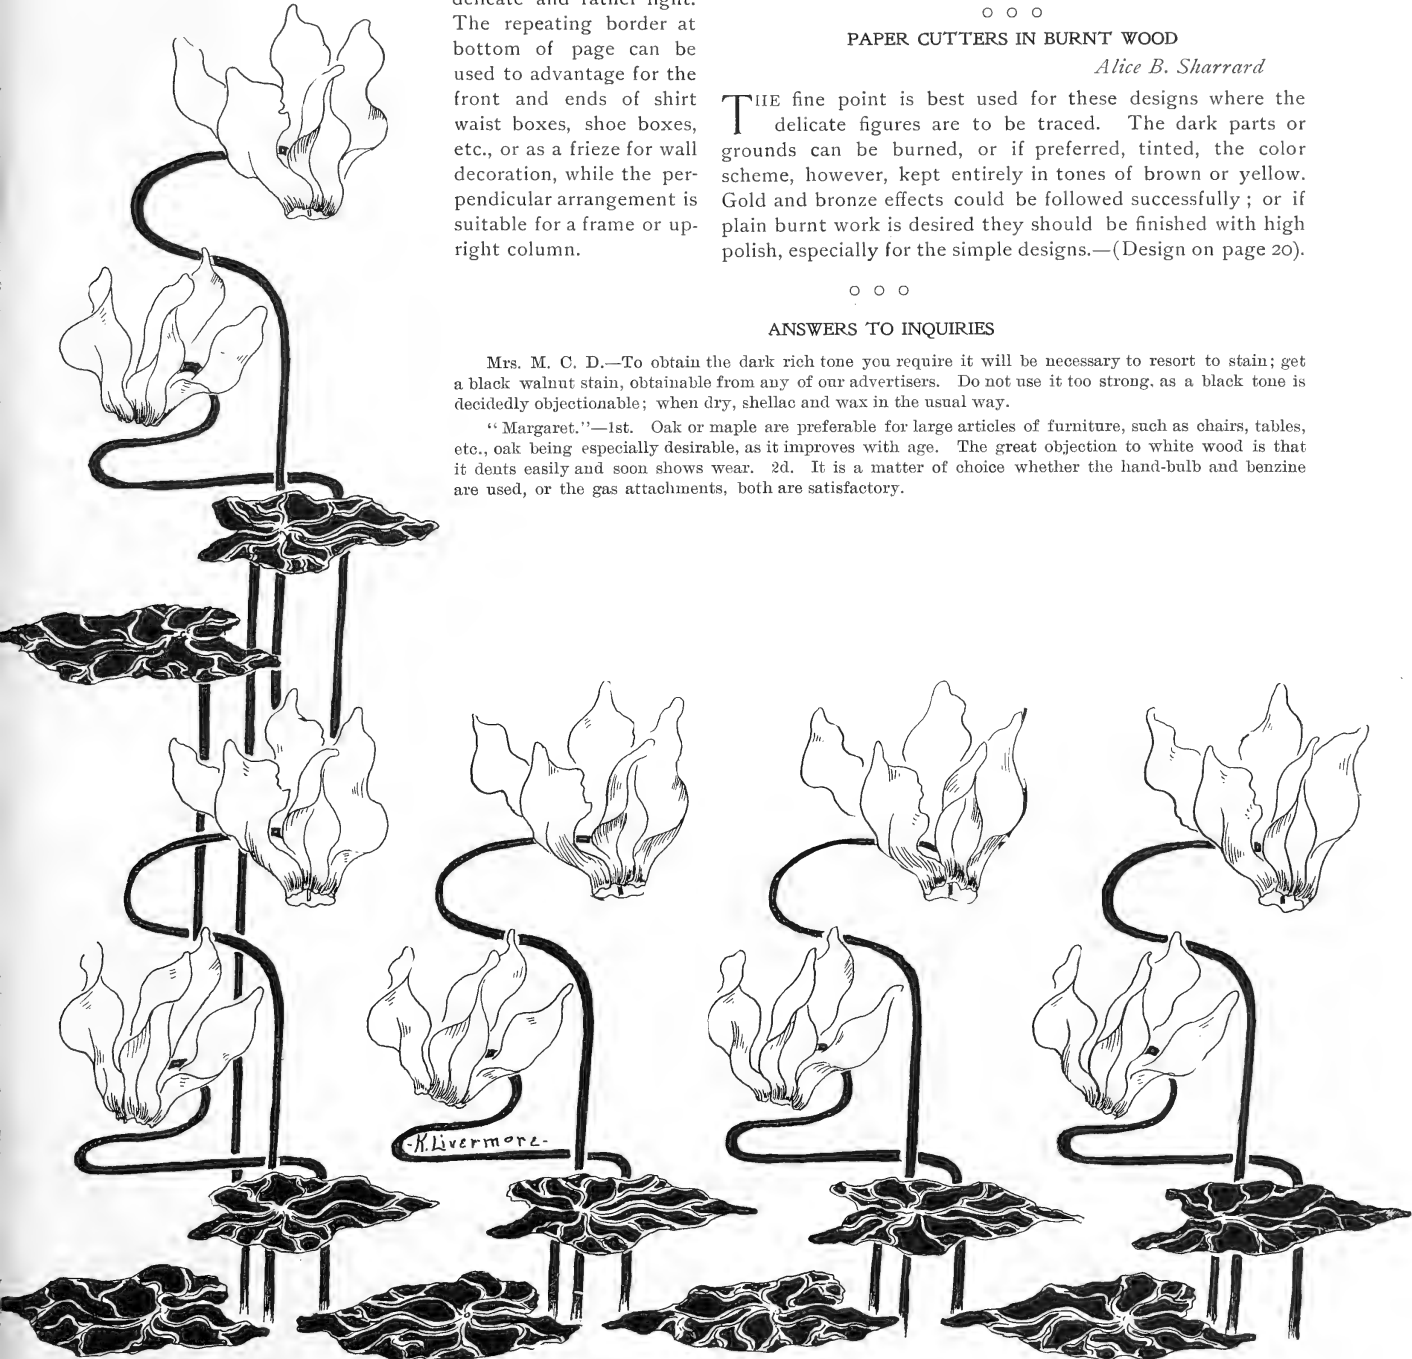 delicate and rather light.
The repeating border at
bottom of page can be
used to advantage for the
front and ends of shirt
waist boxes, shoe boxes,
etc., or as a frieze for wall
decoration, while the per-
pendicular arrangement is
suitable for a frame or up-
right column.
o o o
PAPER CUTTERS IN BURNT WOOD
Alice B. Sharrard
THE fine point is best used for these designs where the
delicate figures are to be traced. The dark parts or
grounds can be burned, or if preferred, tinted, the color
scheme, however, kept entirely in tones of brown or yellow.
Gold and bronze effects could be followed successfully; or if
plain burnt work is desired they should be finished with high
polish, especially for the simple designs.—(Design on page 20).
o o o
ANSWERS TO INQUIRIES
Mrs. M. C. D.—To obtain the dark rich tone you require it will be necessary to resort to stain; get
a black walnut stain, obtainable from any of our advertisers. Do not use it too strong, as a black tone is
decidedly objectionable; when dry, shellac and wax in the usual way.
"Margaret."—1st. Oak or maple are preferable for large articles of furniture, such as chairs, tables,
etc., oak being especially desirable, as it improves with age. The great objection to white wood is that
it dents easily and soon shows wear. 2d. It is a matter of choice whether the hand-bulb and benzine
are used, or the gas attachments, both are satisfactory.
-K. Livermore-